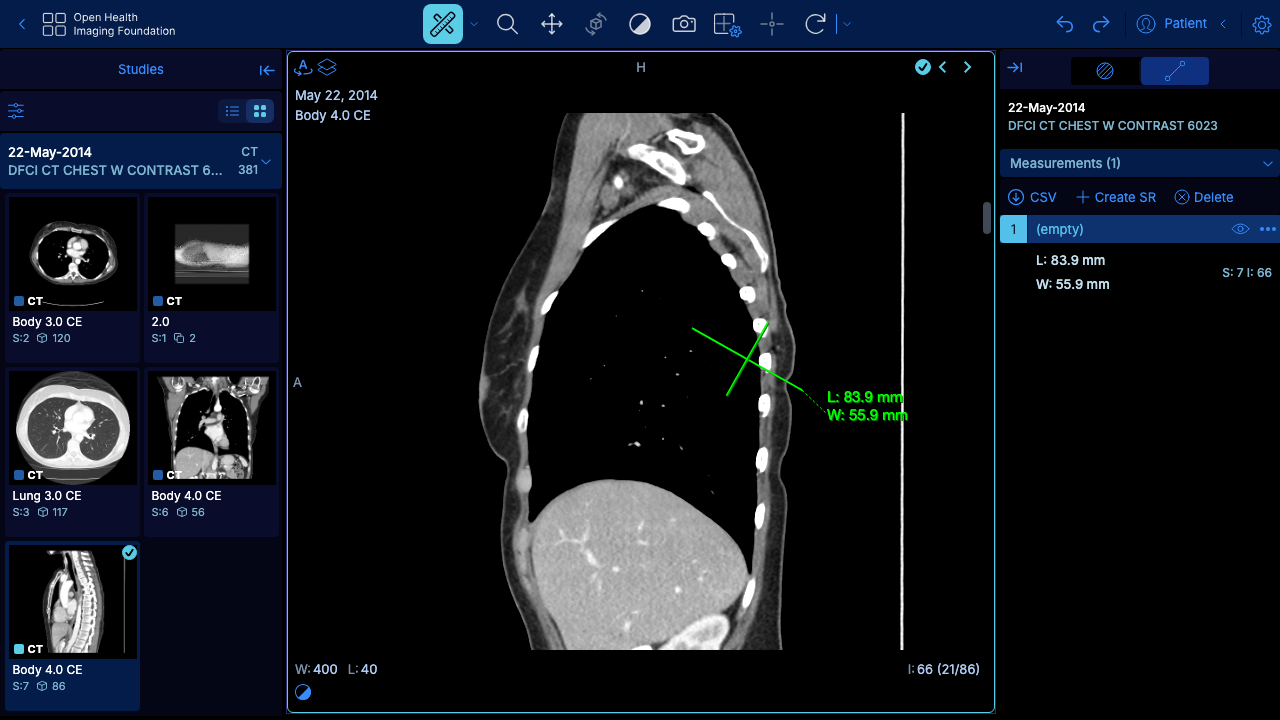 Open Health
Imaging Foundation
Patient
Studies
22-May-2014
CT
DFCI CT CHEST W CONTRAST 6...
381
CT
Body 3.0 CE
S:2 120
CT
2.0
S:1 2
CT
Lung 3.0 CE
S:3 117
CT
Body 4.0 CE
S:6 56
CT
Body 4.0 CE
S:7 86
A
H
May 22, 2014
Body 4.0 CE
A
L: 83.9 mm
W: 55.9 mm
W: 400 L: 40
I: 66 (21/86)
22-May-2014
DFCI CT CHEST W CONTRAST 6023
Measurements (1)
CSV
Create SR
Delete
1
(empty)
L: 83.9 mm
W: 55.9 mm
S: 7 I: 66